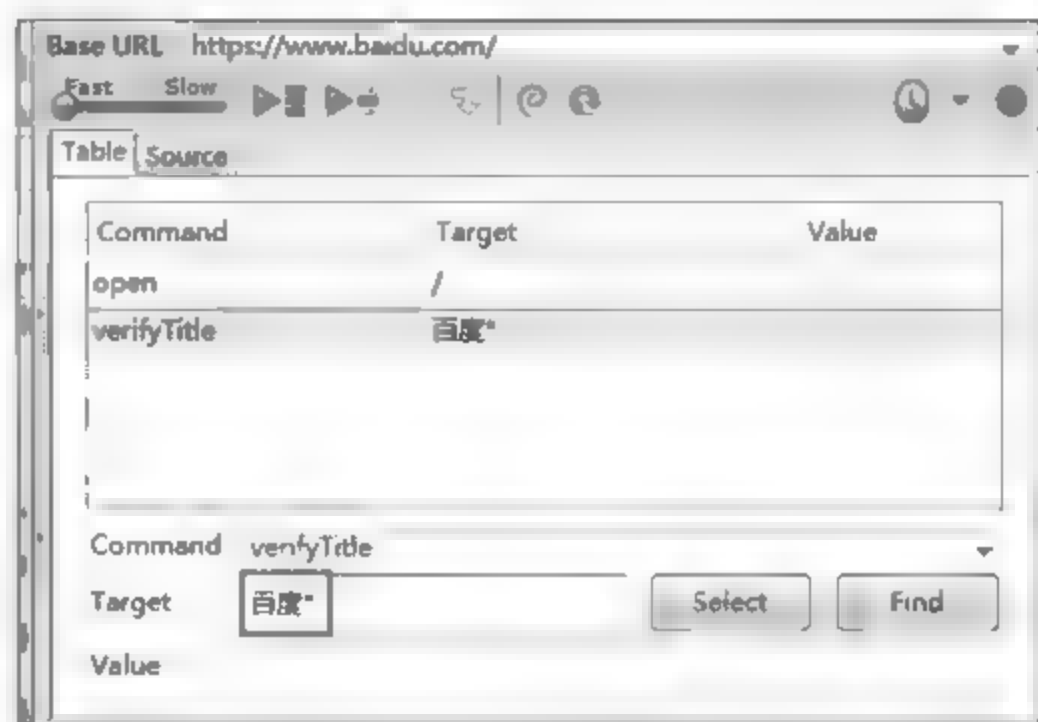 Base URL https://www.baidu.com/
Fast Slow
Table Source
Command Target Value
open /
verifyTitle 百度*
Command verifyTitle
Target 百度* Select Find
Value